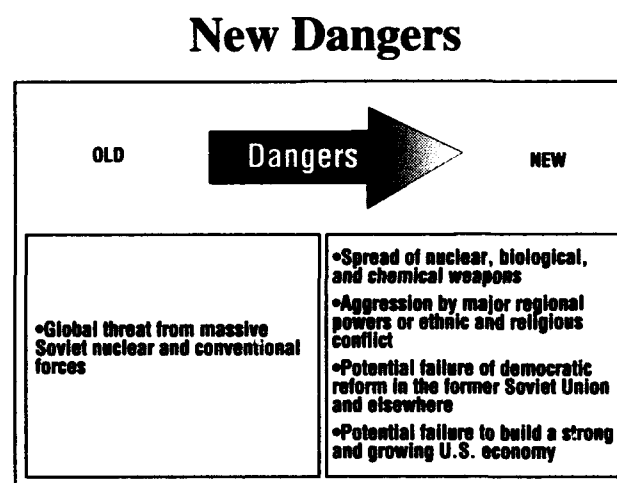 New Dangers
OLD
Dangers
NEW
•Global threat from massive
Soviet nuclear and conventional
forces
•Spread of nuclear, biological,
and chemical weapons
•Aggression by major regional
powers or ethnic and religious
conflict
•Potential failure of democratic
reform in the former Soviet Union
and elsewhere
•Potential failure to build a strong
and growing U.S. economy